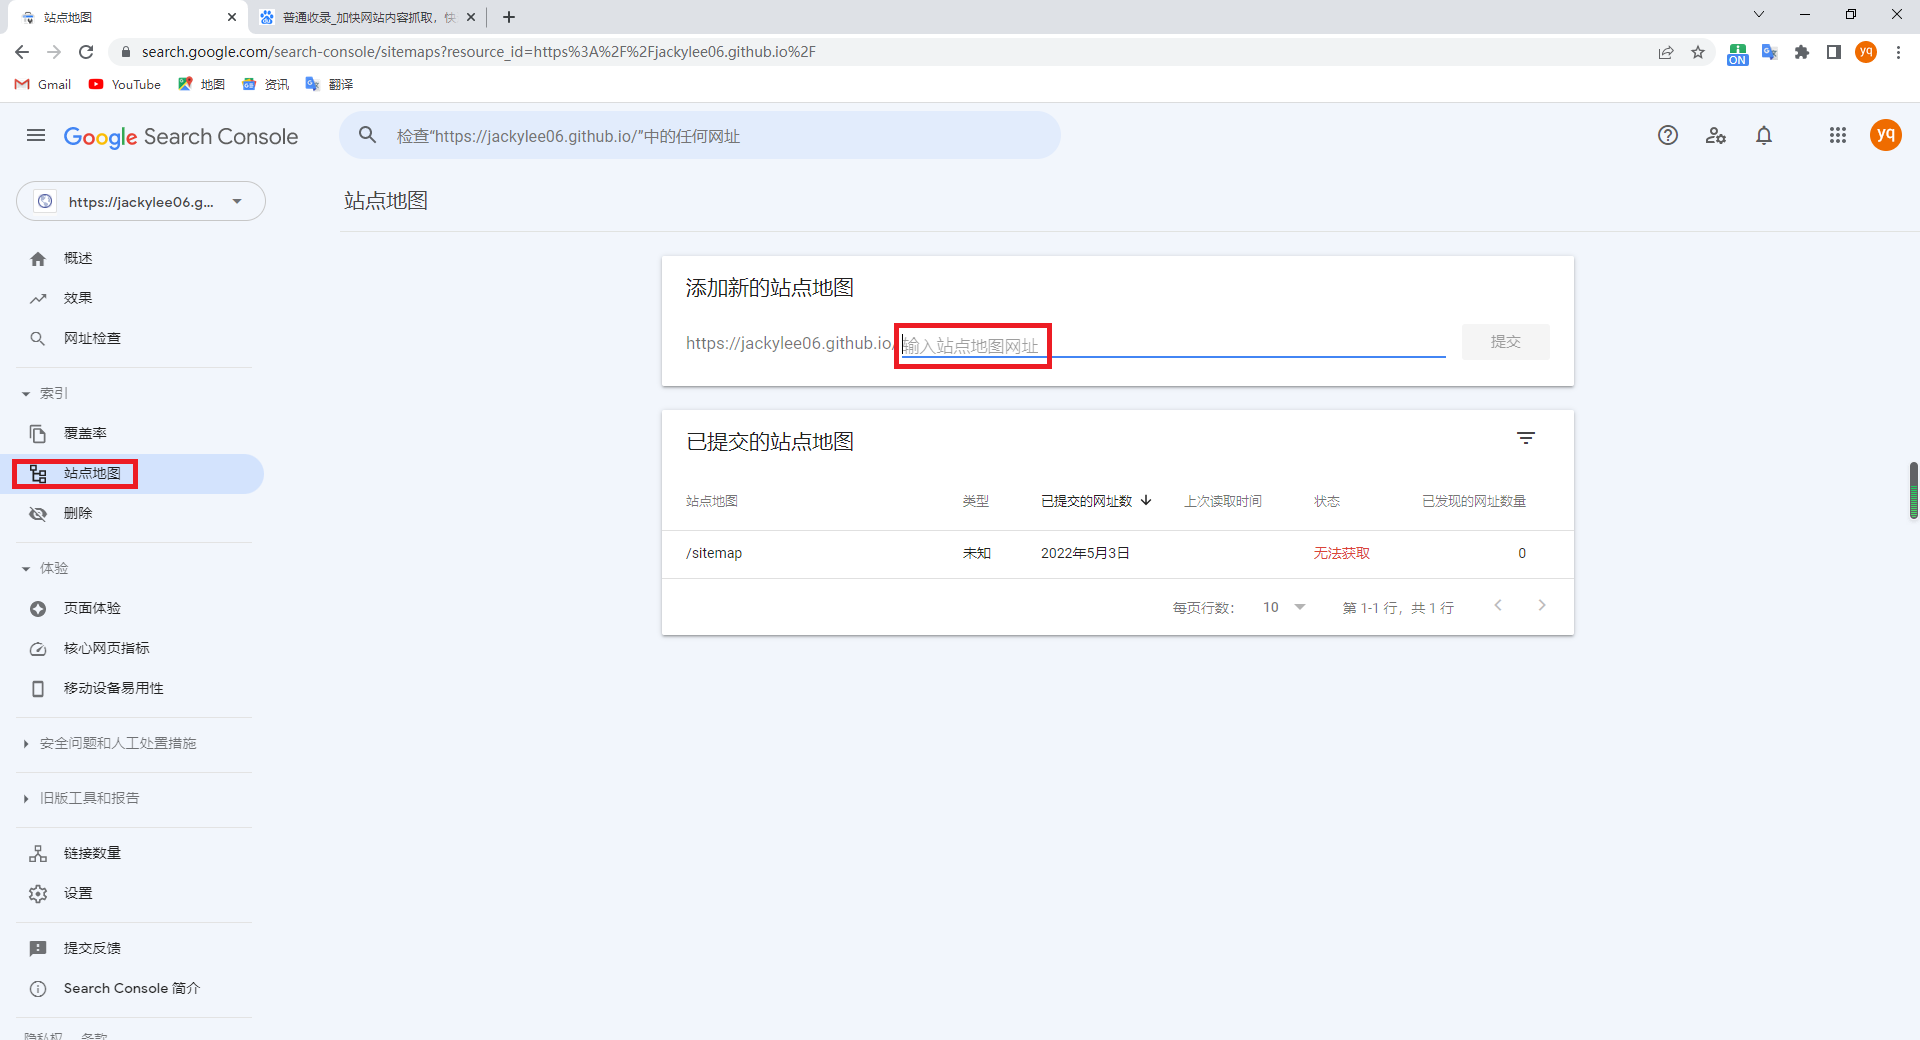 站点地图
普通收录_加快网站内容抓取，快
search.google.com/search-console/sitemaps?resource_id=https%3A%2F%2Fjackylee06.github.io%2F
ON
yq
Gmail
YouTube
地图
资讯
翻译
Google Search Console
检查“https://jackylee06.github.io/”中的任何网址
yq
https://jackylee06.g...
站点地图
概述
效果
网址检查
索引
覆盖率
站点地图
删除
体验
页面体验
核心网页指标
移动设备易用性
安全问题和人工处置措施
旧版工具和报告
链接数量
设置
提交反馈
Search Console 简介
隐私权 条款
添加新的站点地图
https://jackylee06.github.io/ 输入站点地图网址 提交
已提交的站点地图
站点地图 类型 已提交的网址数 上次读取时间 状态 已发现的网址数量
/sitemap 未知 2022年5月3日 无法获取 0
每页行数： 10 第 1-1 行，共 1 行